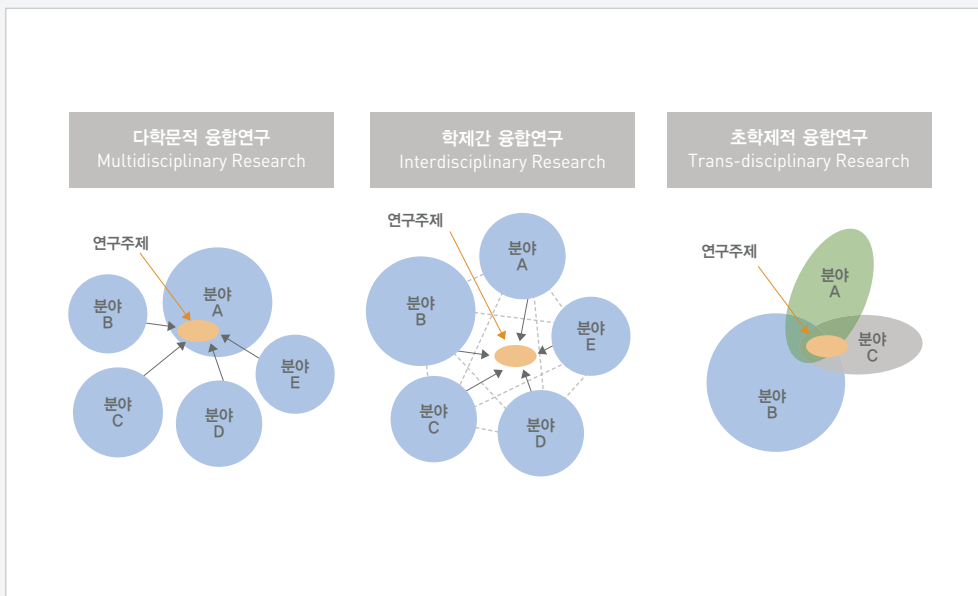 다학문적 융합연구
Multidisciplinary Research
학제간 융합연구
Interdisciplinary Research
초학제적 융합연구
Trans-disciplinary Research
연구주제
분야
A
분야
B
분야
C
분야
D
분야
E
연구주제
분야
A
분야
B
분야
E
분야
C
분야
D
연구주제
분야
A
분야
C
분야
B